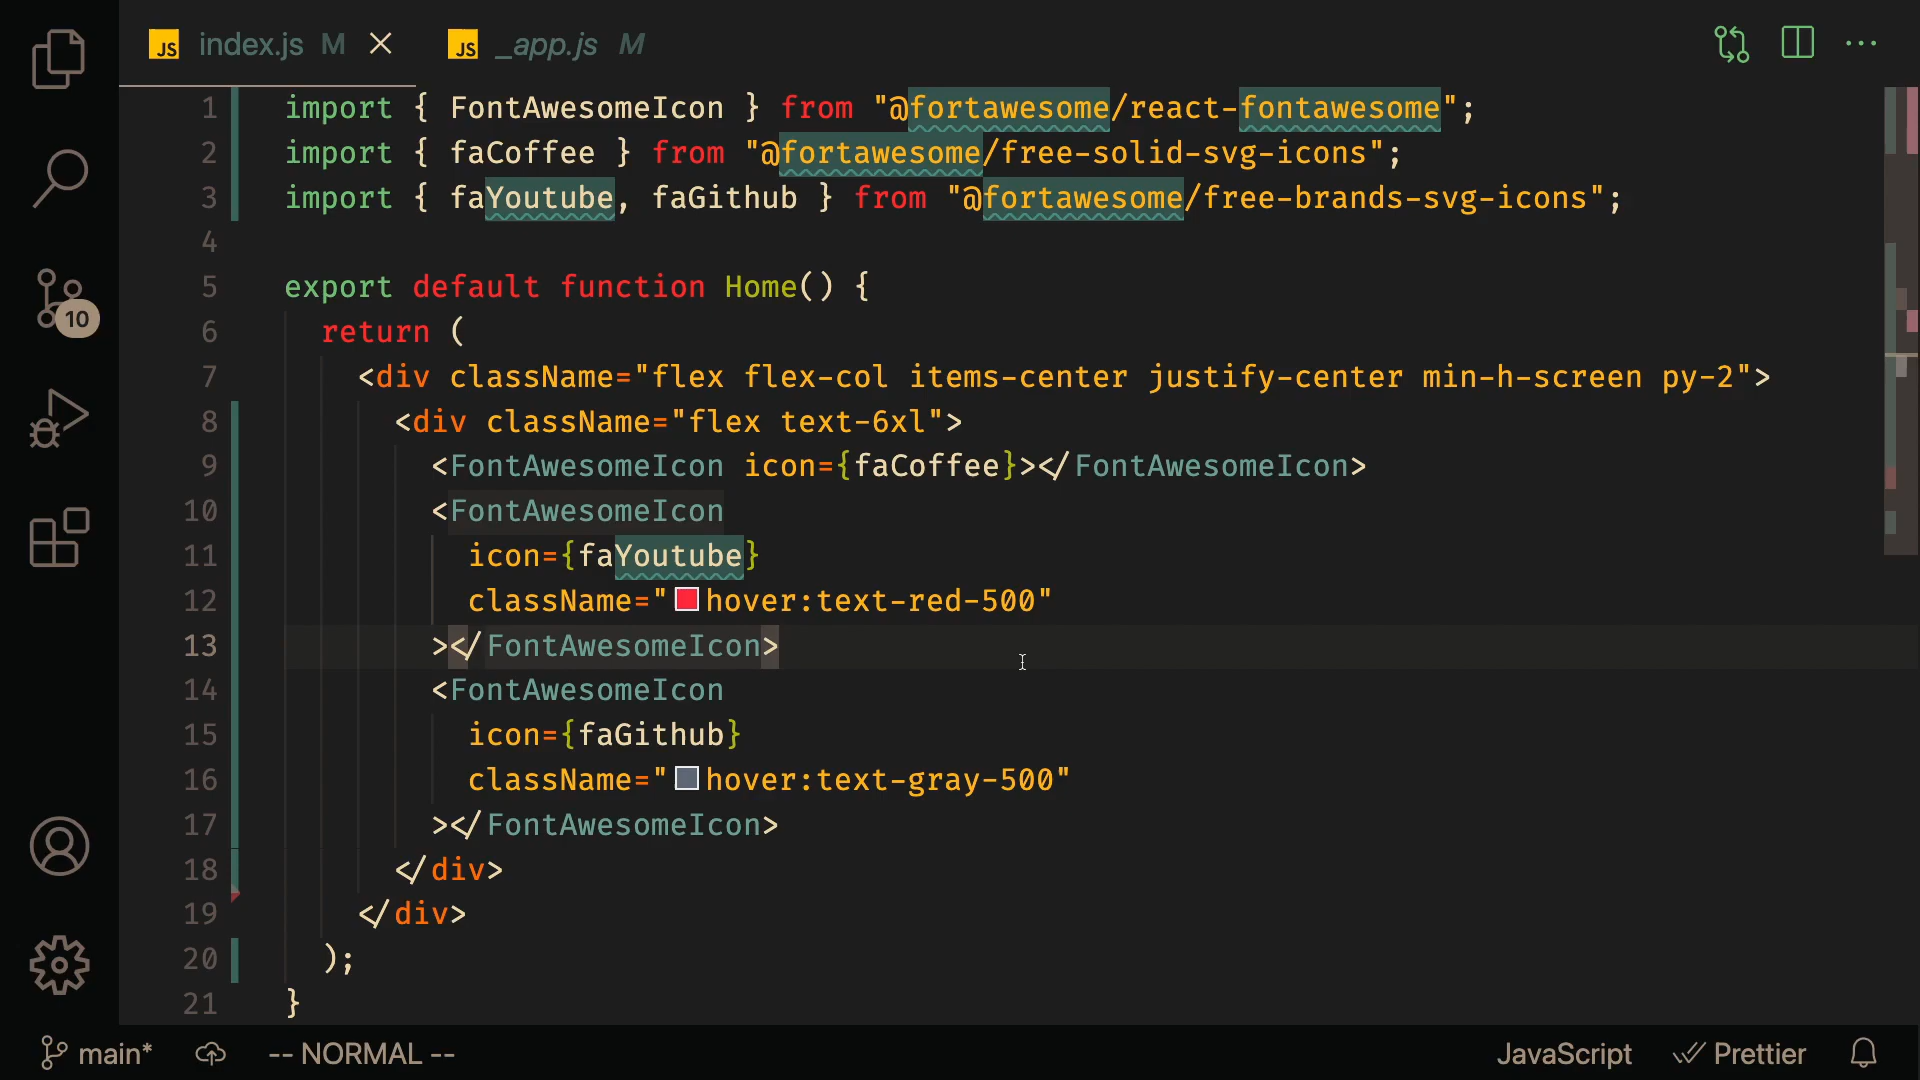 JS index.js M
JS _app.js M
1 import { FontAwesomeIcon } from "@fortawesome/react-fontawesome";
2 import { faCoffee } from "@fortawesome/free-solid-svg-icons";
3 import { faYoutube, faGithub } from "@fortawesome/free-brands-svg-icons";
4
5 export default function Home() {
6 return (
7 <div className="flex flex-col items-center justify-center min-h-screen py-2">
8 <div className="flex text-6xl">
9 <FontAwesomeIcon icon={faCoffee}></FontAwesomeIcon>
10 <FontAwesomeIcon
11 icon={faYoutube}
12 className="hover:text-red-500"
13 ></FontAwesomeIcon>
14 <FontAwesomeIcon
15 icon={faGithub}
16 className="hover:text-gray-500"
17 ></FontAwesomeIcon>
18 </div>
19 </div>
20 );
21 }
10
main* -- NORMAL -- JavaScript Prettier